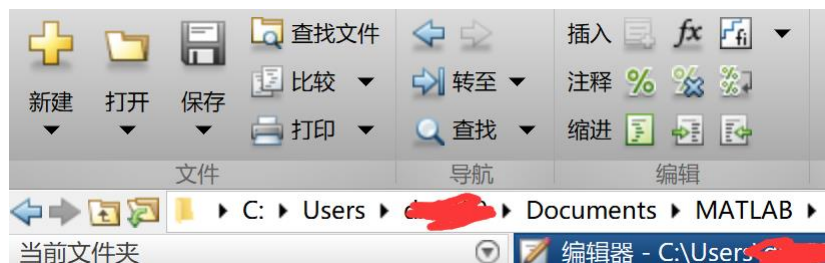 新建 打开 保存 查找文件 比较 打印
文件
转至 查找
导航
插入 fx fi
注释 % %
缩进
编辑
C: Users Documents MATLAB
当前文件夹
编辑器 - C:\Users\